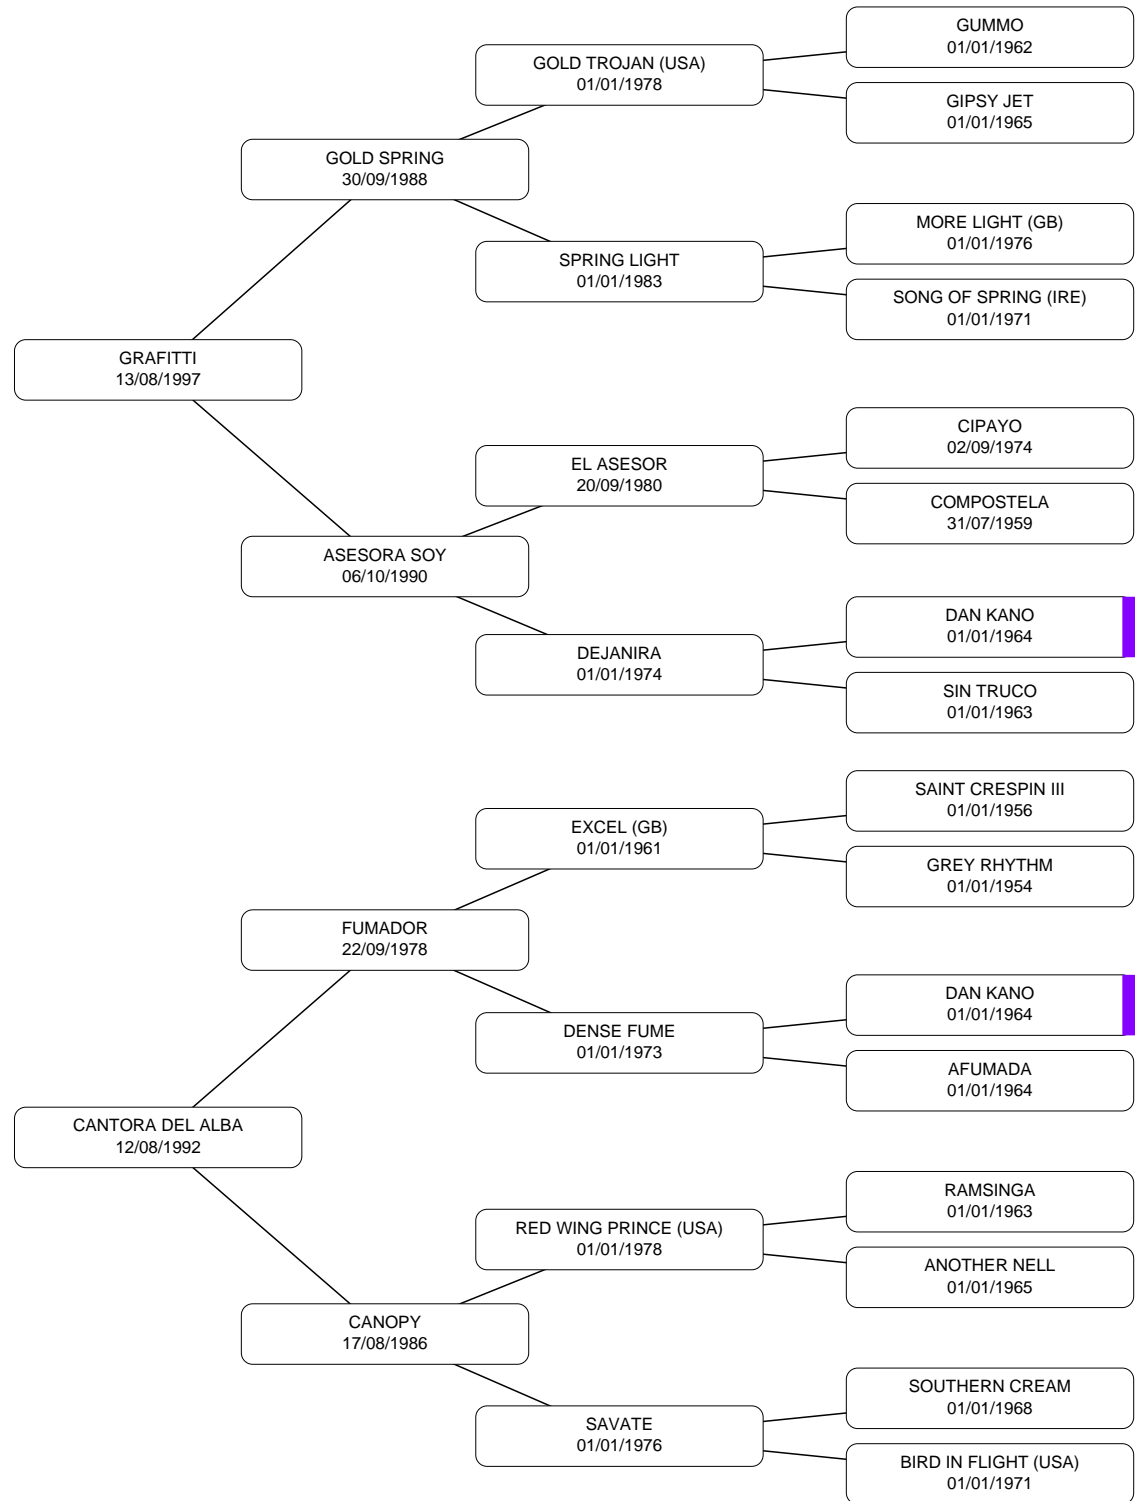 GUMMO
01/01/1962
GOLD TROJAN (USA)
01/01/1978
GIPSY JET
01/01/1965
GOLD SPRING
30/09/1988
MORE LIGHT (GB)
01/01/1976
SPRING LIGHT
01/01/1983
SONG OF SPRING (IRE)
01/01/1971
GRAFITTI
13/08/1997
CIPAYO
02/09/1974
EL ASESOR
20/09/1980
COMPOSTELA
31/07/1959
ASESORA SOY
06/10/1990
DAN KANO
01/01/1964
DEJANIRA
01/01/1974
SIN TRUCO
01/01/1963
SAINT CRESPIN III
01/01/1956
EXCEL (GB)
01/01/1961
GREY RHYTHM
01/01/1954
FUMADOR
22/09/1978
DAN KANO
01/01/1964
DENSE FUME
01/01/1973
AFUMADA
01/01/1964
CANTORA DEL ALBA
12/08/1992
RAMSINGA
01/01/1963
RED WING PRINCE (USA)
01/01/1978
ANOTHER NELL
01/01/1965
CANOPY
17/08/1986
SOUTHERN CREAM
01/01/1968
SAVATE
01/01/1976
BIRD IN FLIGHT (USA)
01/01/1971